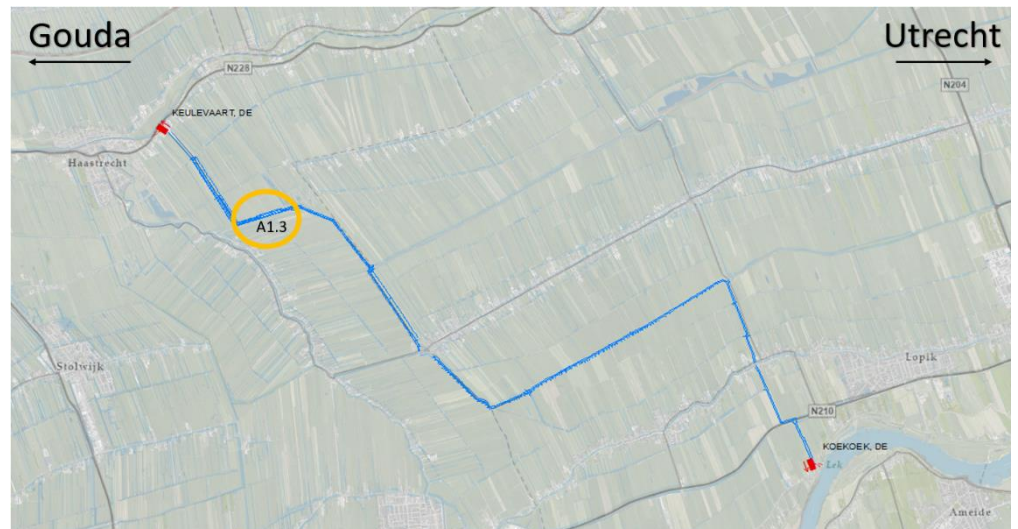 Gouda
Utrecht
N228
N204
KEULEVAART, DE
Haastrecht
A1.3
Stolwijk
Lopik
N210
KOEKOEK, DE
Lek
Ameide